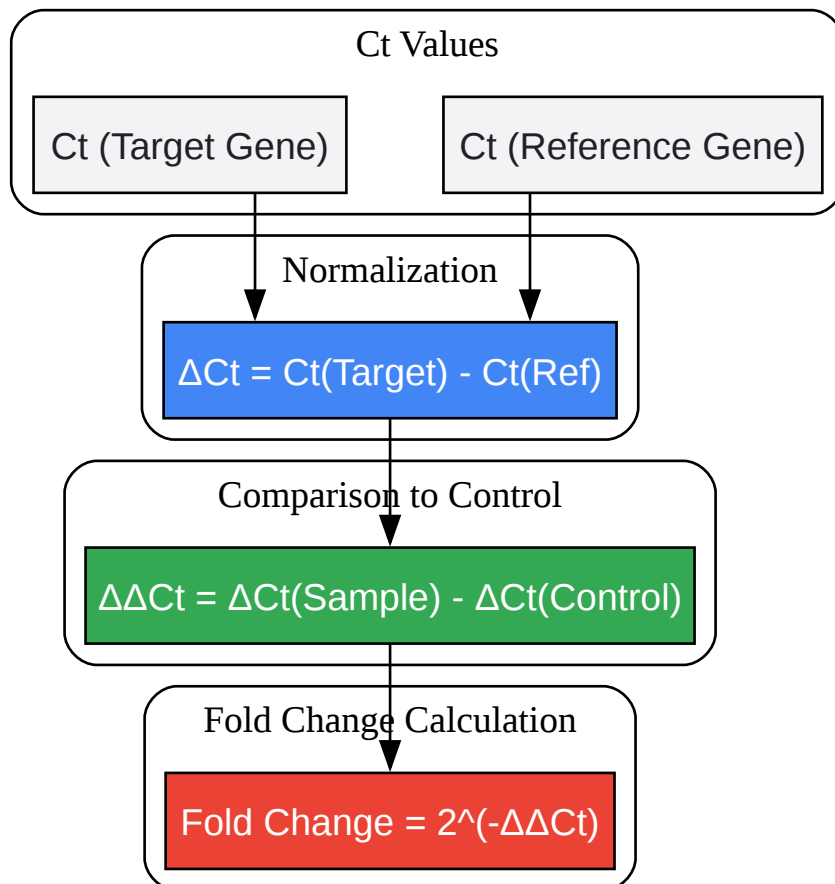 Ct Values
Ct (Target Gene)
Ct (Reference Gene)
Normalization
ΔCt = Ct(Target) - Ct(Ref)
Comparison to Control
ΔΔCt = ΔCt(Sample) - ΔCt(Control)
Fold Change Calculation
Fold Change = 2^(-ΔΔCt)